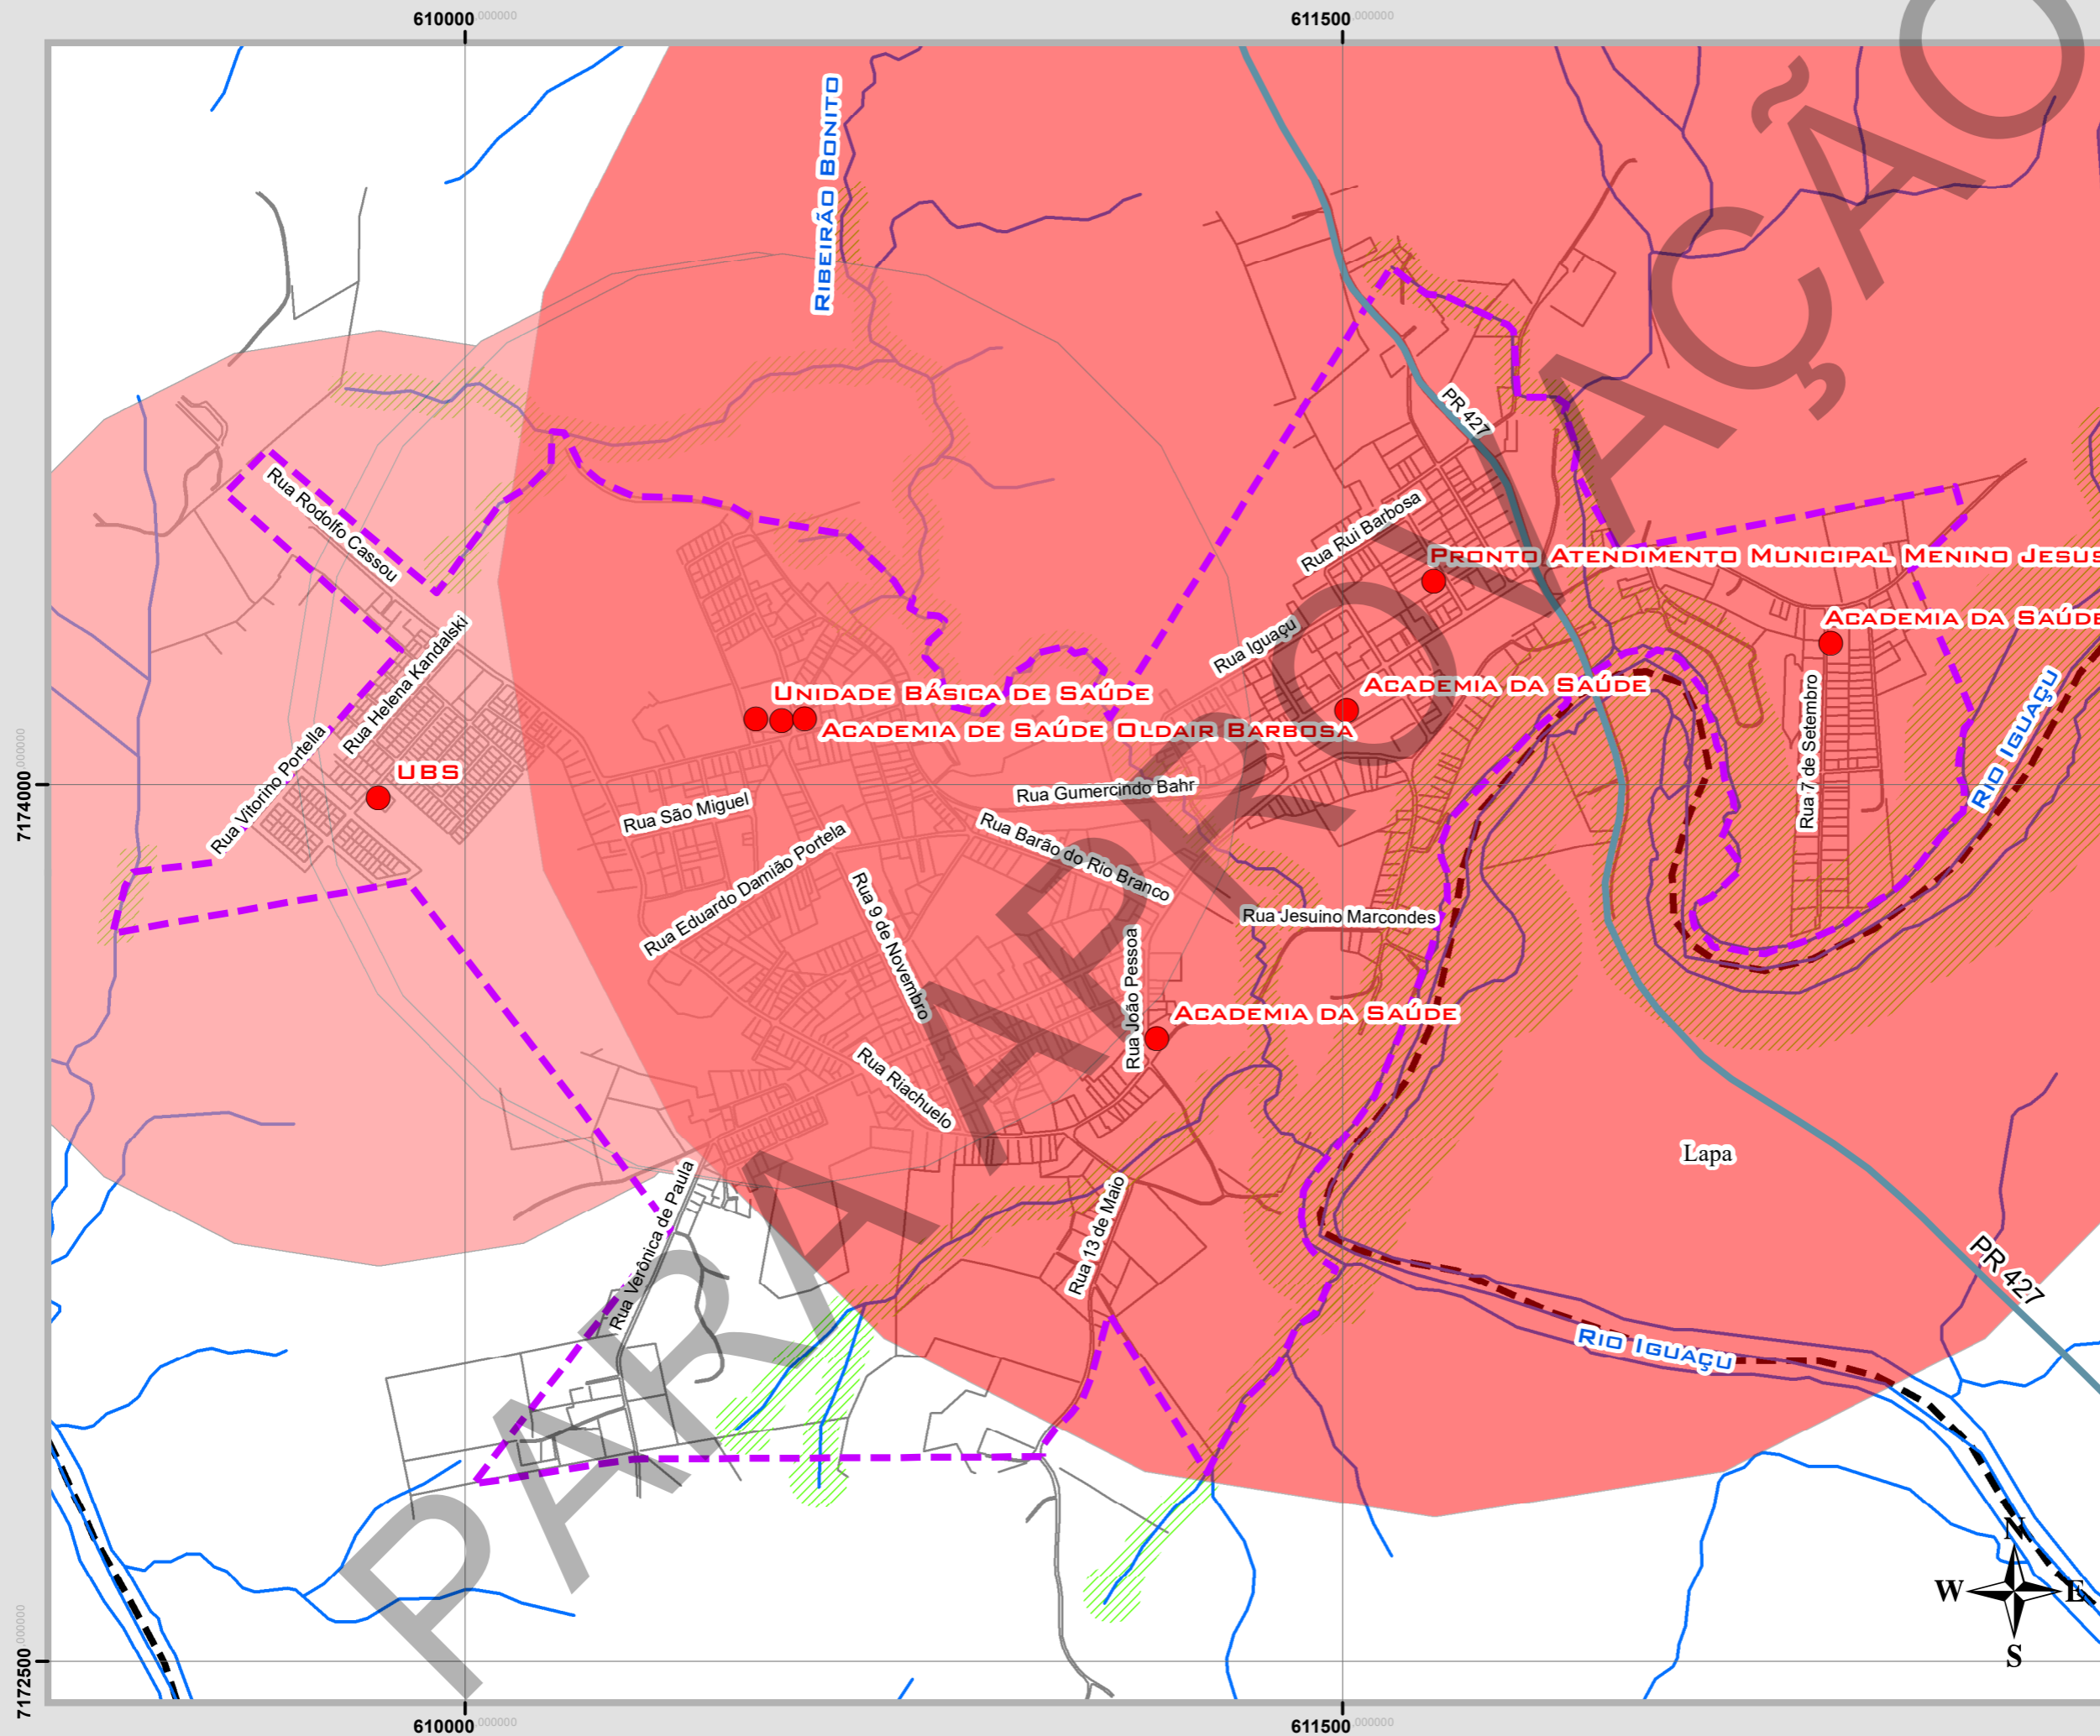 610000.000000
611500.000000
RIBEIRÃO BONITO
PR 427
Rua Rodolfo Cassou
Rua Rui Barbosa
PRONTO ATENDIMENTO MUNICIPAL MENINO JESUS
ACADEMIA DA SAÚDE
Rua Iguaçu
Rua Helena Kandalski
UNIDADE BÁSICA DE SAÚDE
ACADEMIA DA SAÚDE
ACADEMIA DE SAÚDE OLDAIR BARBOSA
Rua 7 de Setembro
RIO IGUAÇU
Rua Vitorino Portella
UBS
7174000.000000
Rua Gumercindo Bahr
Rua São Miguel
Rua Barão do Rio Branco
Rua Eduardo Damião Portela
Rua 9 de Novembro
Rua Jesuino Marcondes
Rua João Pessoa
ACADEMIA DA SAÚDE
Rua Riachuelo
Lapa
Rua Verônica de Paula
Rua 13 de Maio
PR 427
RIO IGUAÇU
PARA APROVAÇÃO
N
W
E
S
7172500.000000
610000.000000
611500.000000